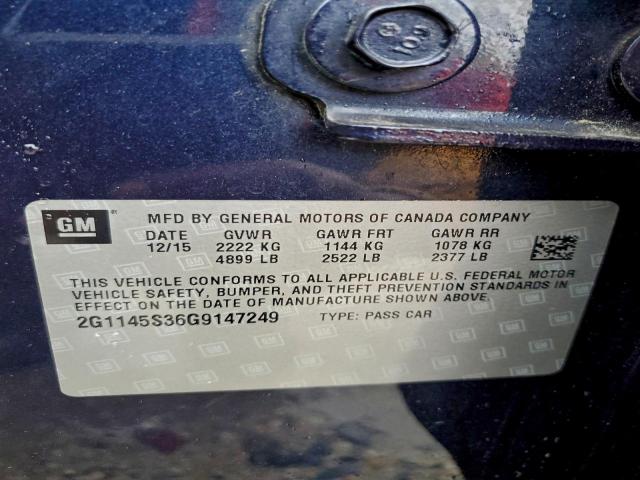 109
GM
MFD BY GENERAL MOTORS OF CANADA COMPANY
DATE GVWR GAWR FRT GAWR RR
12/15 2222 KG 1144 KG 1078 KG
4899 LB 2522 LB 2377 LB
THIS VEHICLE CONFORMS TO ALL APPLICABLE U.S. FEDERAL MOTOR
VEHICLE SAFETY, BUMPER, AND THEFT PREVENTION STANDARDS IN
EFFECT ON THE DATE OF MANUFACTURE SHOWN ABOVE.
2G1145S36G9147249 TYPE: PASS CAR